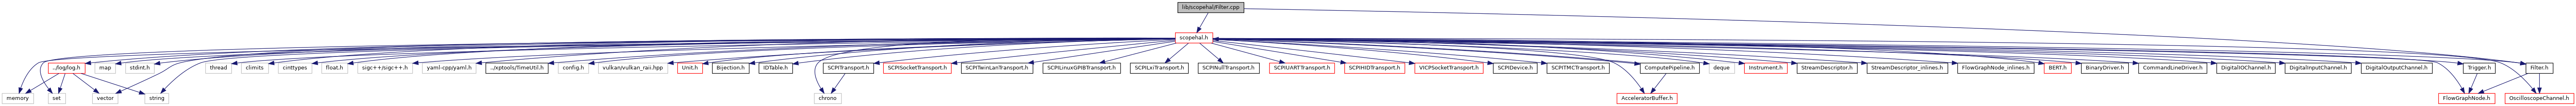 lib/scopehal/Filter.cpp
scopehal.h
../log/log.h
map
stdint.h
thread
climits
cinttypes
float.h
sigc++/sigc++.h
yaml-cpp/yaml.h
../xptools/TimeUtil.h
config.h
vulkan/vulkan_raii.hpp
Unit.h
Bijection.h
IDTable.h
SCPITransport.h
SCPISocketTransport.h
SCPITwinLanTransport.h
SCPILinuxGPIBTransport.h
SCPILxiTransport.h
SCPINullTransport.h
SCPIUARTTransport.h
SCPIHIDTransport.h
VICPSocketTransport.h
SCPIDevice.h
SCPITMCTransport.h
ComputePipeline.h
deque
Instrument.h
StreamDescriptor.h
StreamDescriptor_inlines.h
FlowGraphNode_inlines.h
BERT.h
BinaryDriver.h
CommandLineDriver.h
DigitalIOChannel.h
DigitalInputChannel.h
DigitalOutputChannel.h
Trigger.h
Filter.h
memory
set
vector
string
chrono
AcceleratorBuffer.h
FlowGraphNode.h
OscilloscopeChannel.h